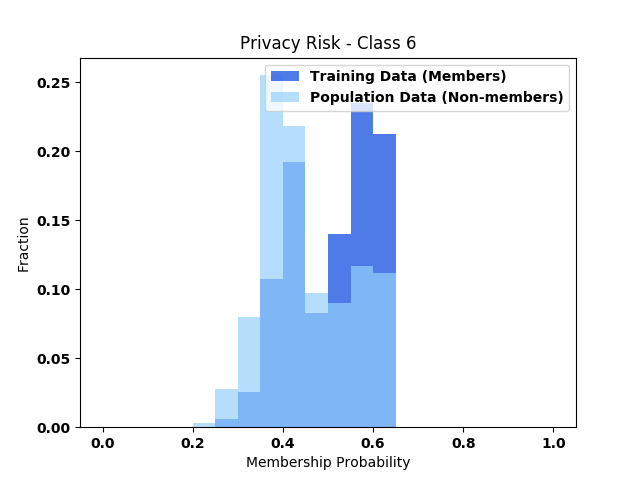 Privacy Risk - Class 6
Training Data (Members)
Population Data (Non-members)
0.25
0.20
0.15
0.10
0.05
0.00
Fraction
0.0 0.2 0.4 0.6 0.8 1.0
Membership Probability